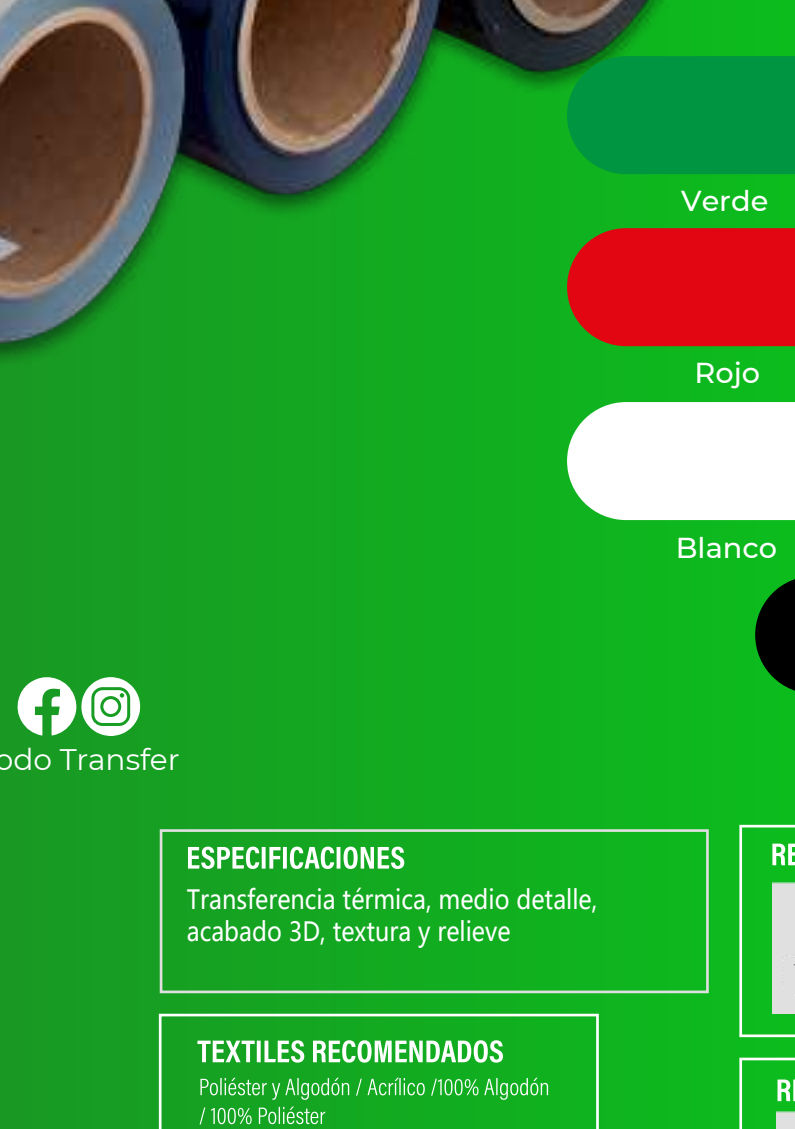 Verde
Rojo
Blanco
odo Transfer
ESPECIFICACIONES
Transferencia térmica, medio detalle,
acabado 3D, textura y relieve
TEXTILES RECOMENDADOS
Poliéster y Algodón / Acrílico /100% Algodón
/ 100% Poliéster